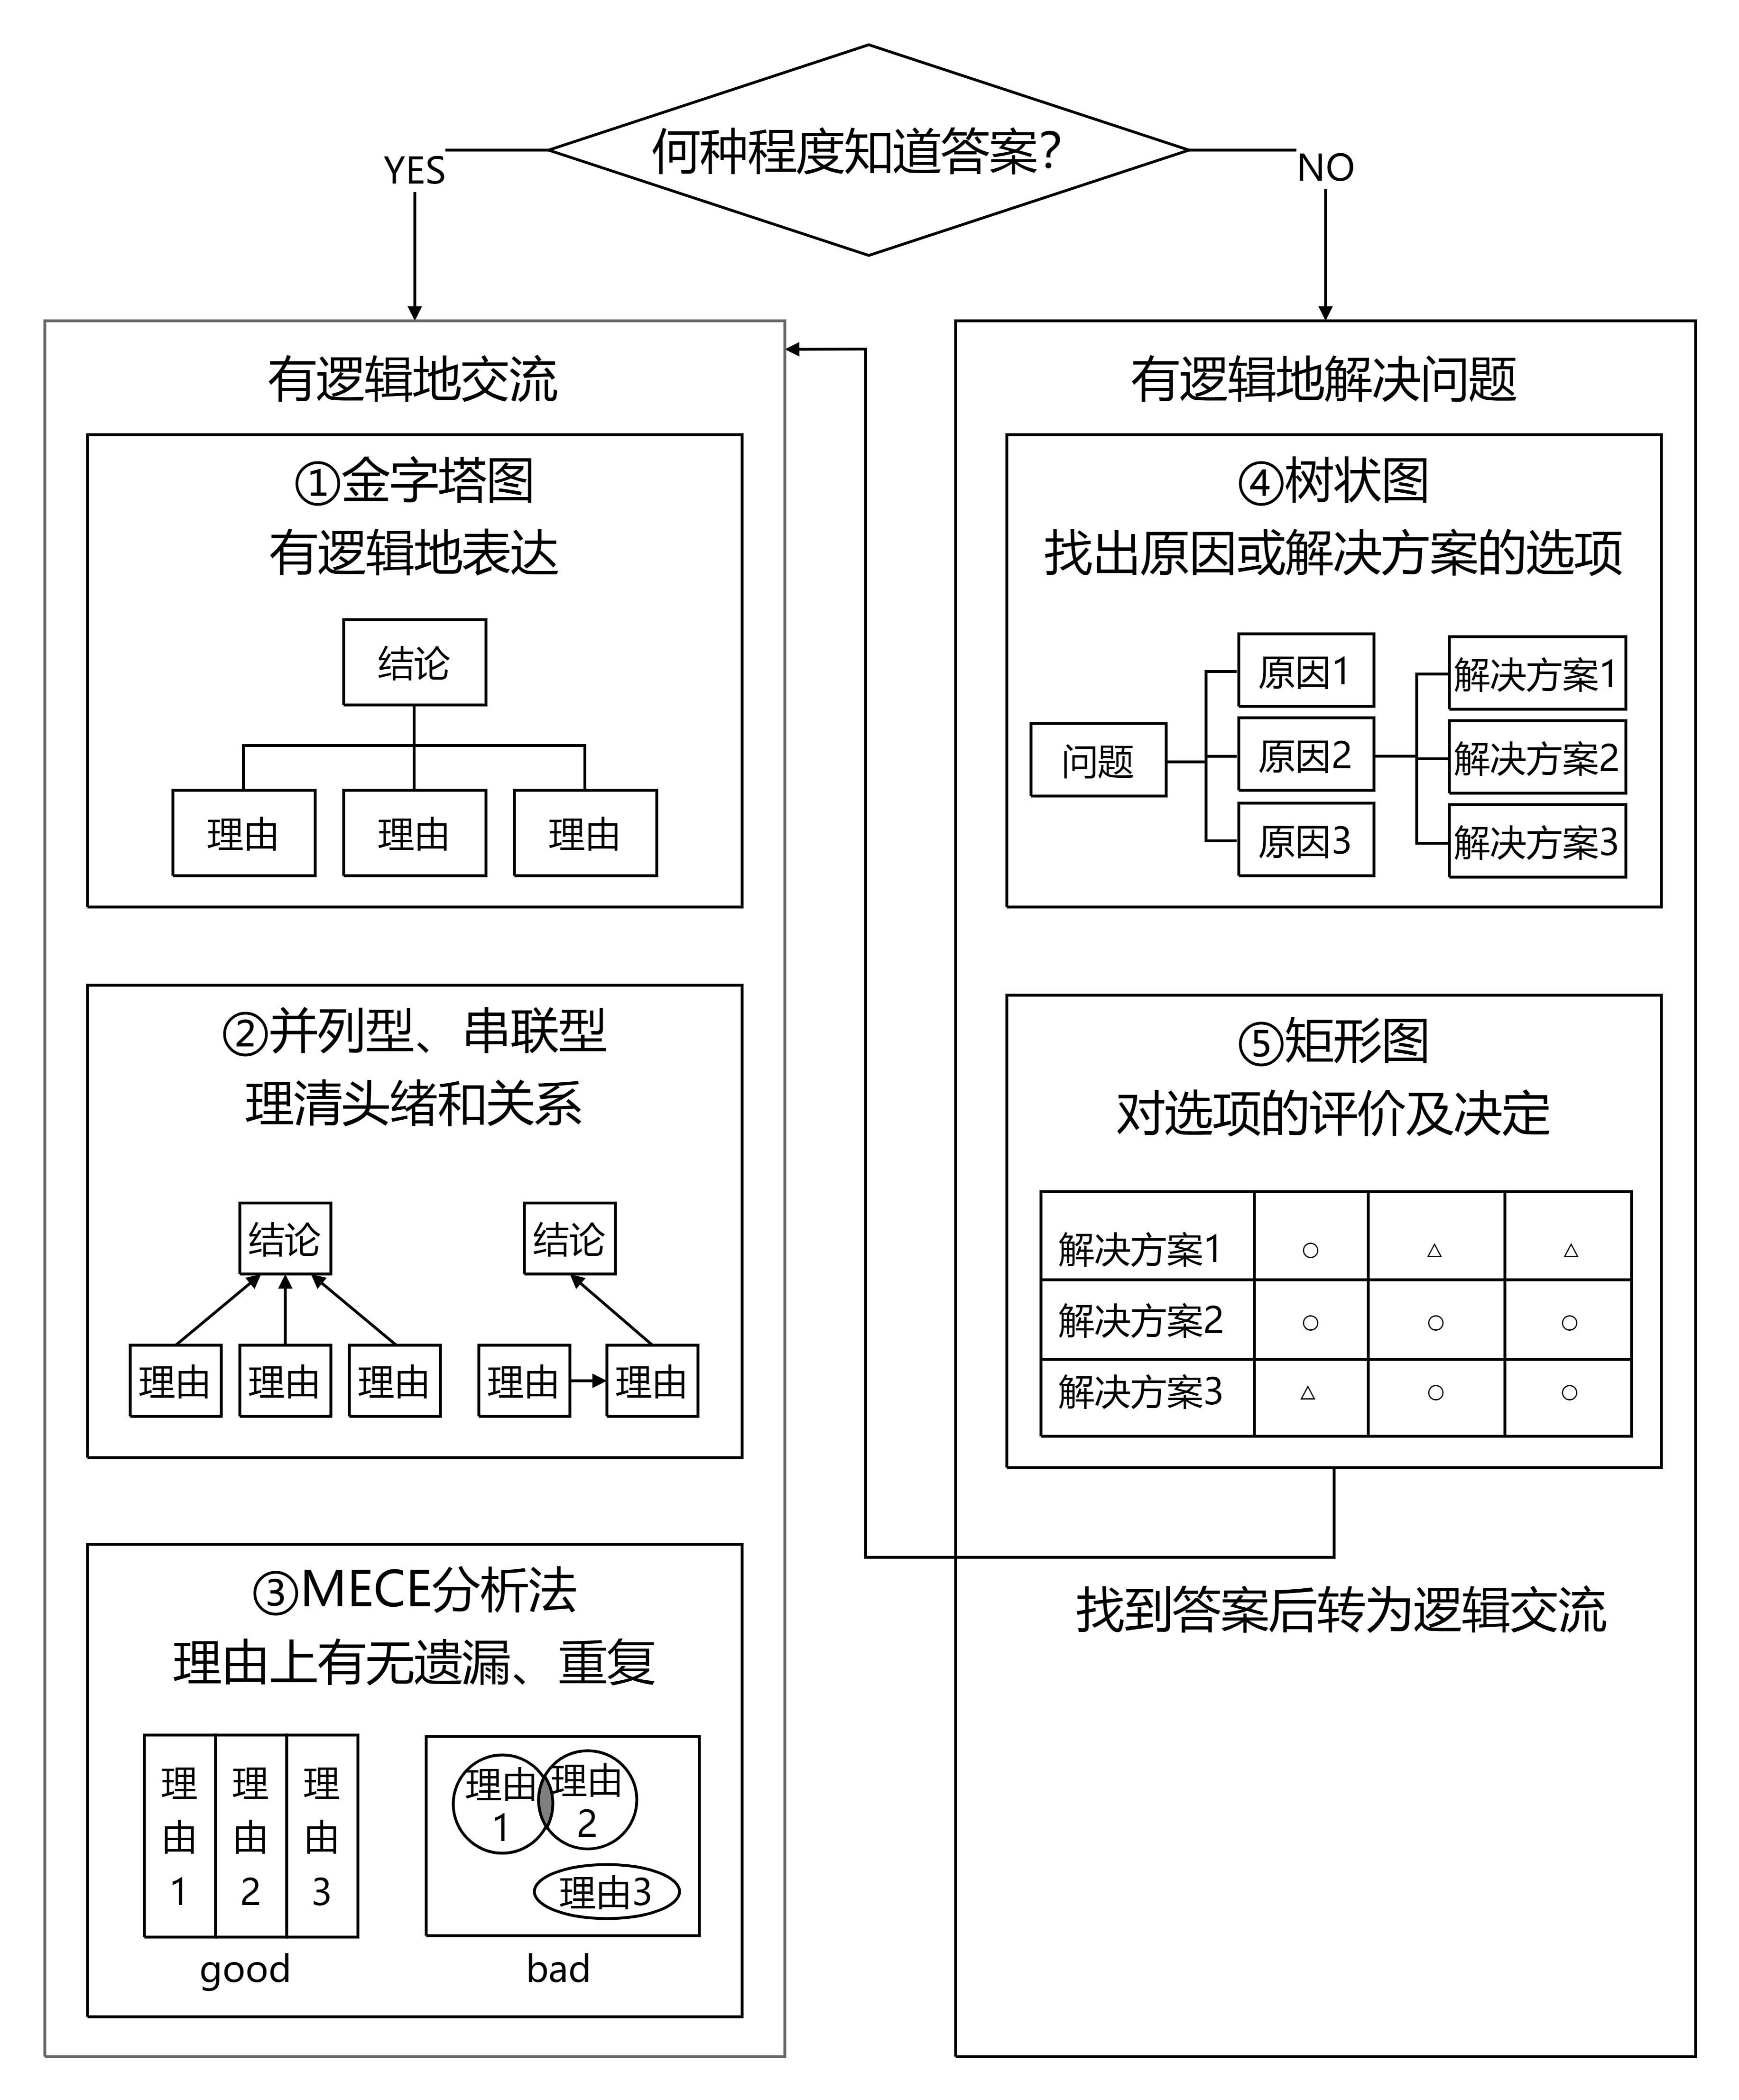 何种程度知道答案?
YES
NO
有逻辑地交流
①金字塔图
有逻辑地表达
结论
理由 理由 理由
②并列型、串联型
理清头绪和关系
结论 结论
理由 理由 理由 理由 理由
③MECE分析法
理由上有无遗漏、重复
理由1 理由2 理由3
good
理由1
理由2
理由3
bad
有逻辑地解决问题
④树状图
找出原因或解决方案的选项
问题
原因1
原因2
原因3
解决方案1
解决方案2
解决方案3
⑤矩形图
对选项的评价及决定
解决方案1 ○ △ △
解决方案2 ○ ○ ○
解决方案3 △ ○ ○
找到答案后转为逻辑交流